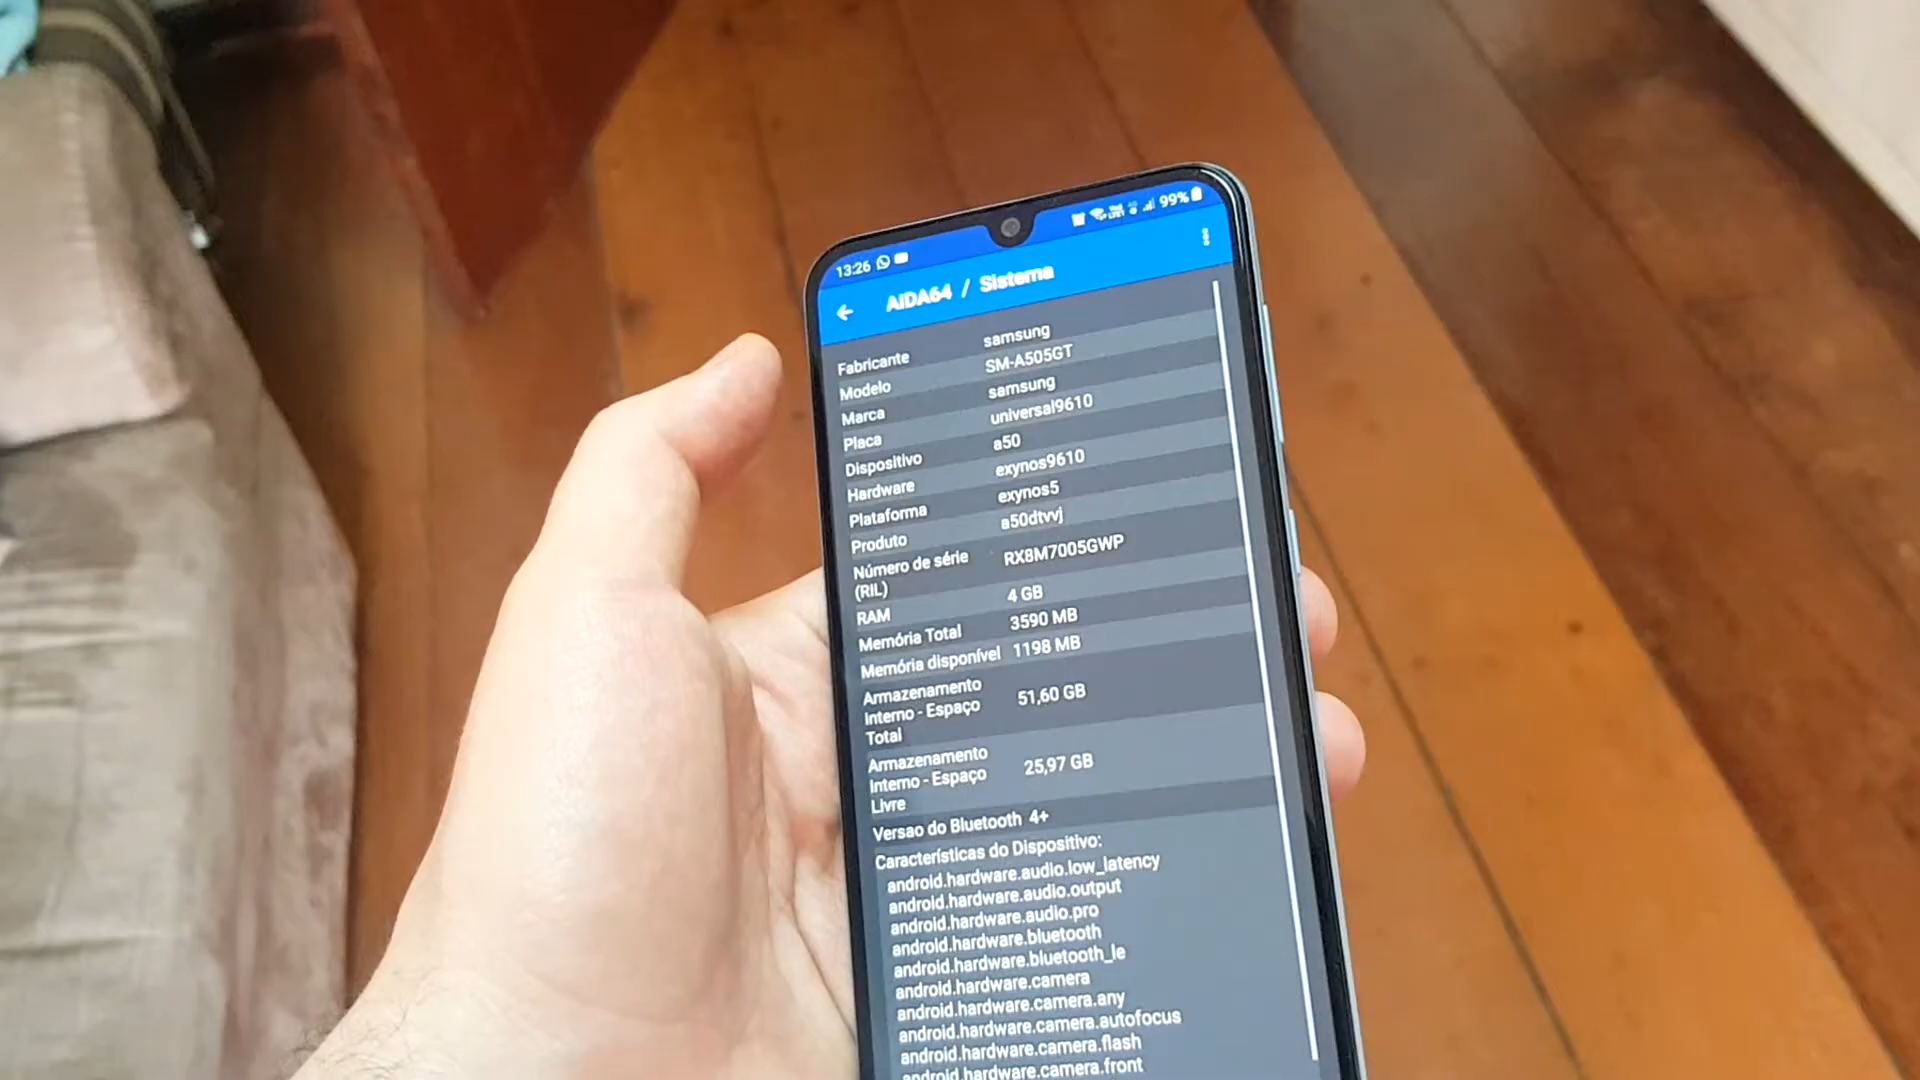 13:26 99%
AIDA64 / Sistema
Fabricante samsung
Modelo SM-A505GT
Marca samsung
Placa universal9610
Dispositivo a50
Hardware exynos9610
Plataforma exynos5
Produto a50dtvvj
Número de série RX8M7005GWP
(RIL)
RAM 4 GB
Memória Total 3590 MB
Memória disponível 1198 MB
Armazenamento
Interno - Espaço 51,60 GB
Total
Armazenamento
Interno - Espaço 25,97 GB
Livre
Versao do Bluetooth 4+
Características do Dispositivo:
android.hardware.audio.low_latency
android.hardware.audio.output
android.hardware.audio.pro
android.hardware.bluetooth
android.hardware.bluetooth_le
android.hardware.camera
android.hardware.camera.any
android.hardware.camera.autofocus
android.hardware.camera.flash
android.hardware.camera.front